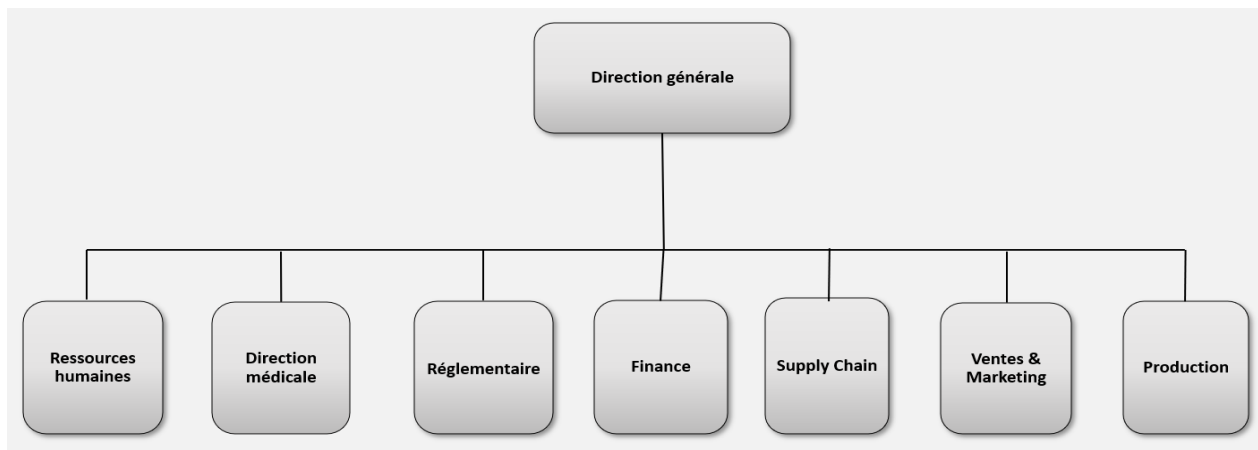 Direction générale
Ressources
humaines
Direction
médicale
Réglementaire
Finance
Supply Chain
Ventes &
Marketing
Production